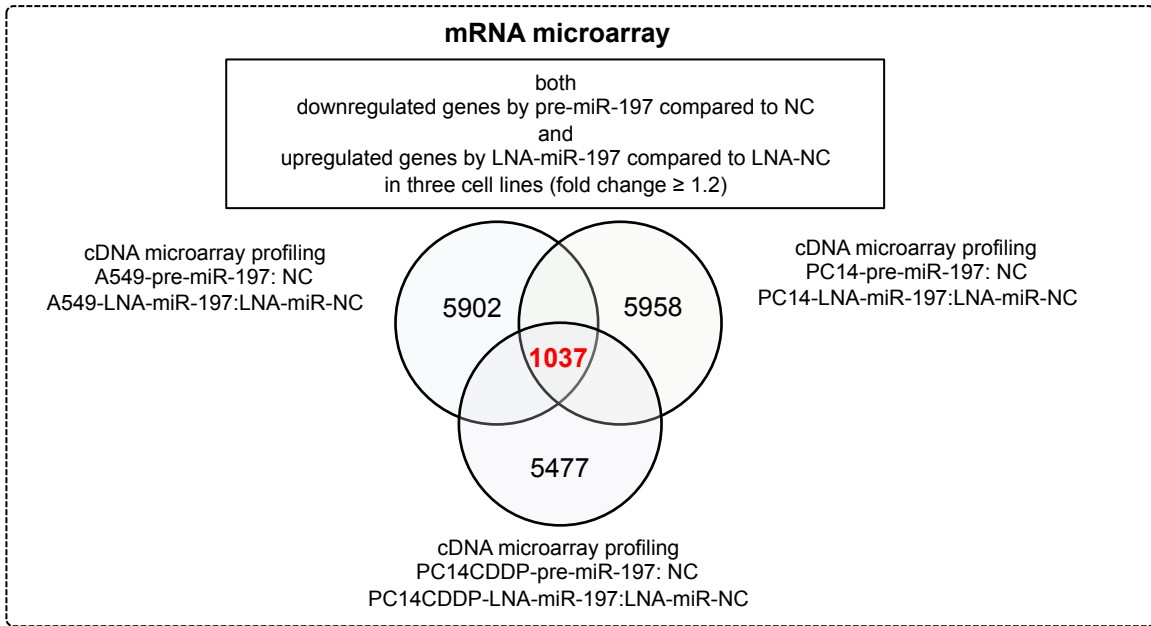 mRNA microarray
both
downregulated genes by pre-miR-197 compared to NC
and
upregulated genes by LNA-miR-197 compared to LNA-NC
in three cell lines (fold change ≥ 1.2)
cDNA microarray profiling
A549-pre-miR-197: NC
A549-LNA-miR-197:LNA-miR-NC
cDNA microarray profiling
PC14-pre-miR-197: NC
PC14-LNA-miR-197:LNA-miR-NC
5902
5958
1037
5477
cDNA microarray profiling
PC14CDDP-pre-miR-197: NC
PC14CDDP-LNA-miR-197:LNA-miR-NC